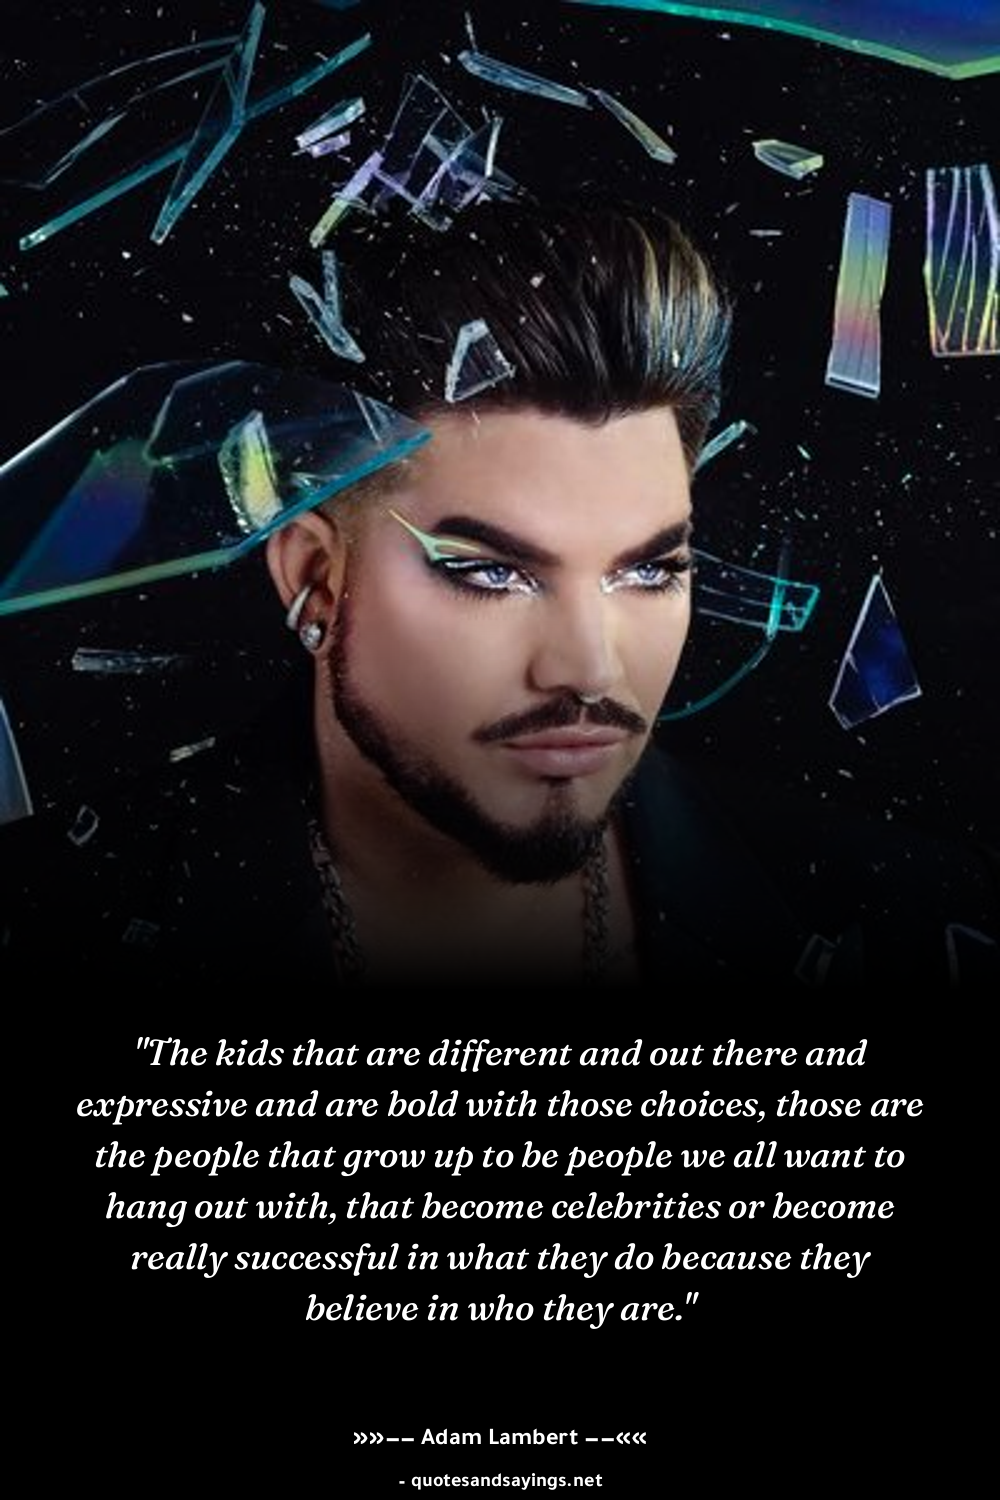 "The kids that are different and out there and
expressive and are bold with those choices, those are
the people that grow up to be people we all want to
hang out with, that become celebrities or become
really successful in what they do because they
believe in who they are."
»»−− Adam Lambert −−««
- quotesandsayings.net